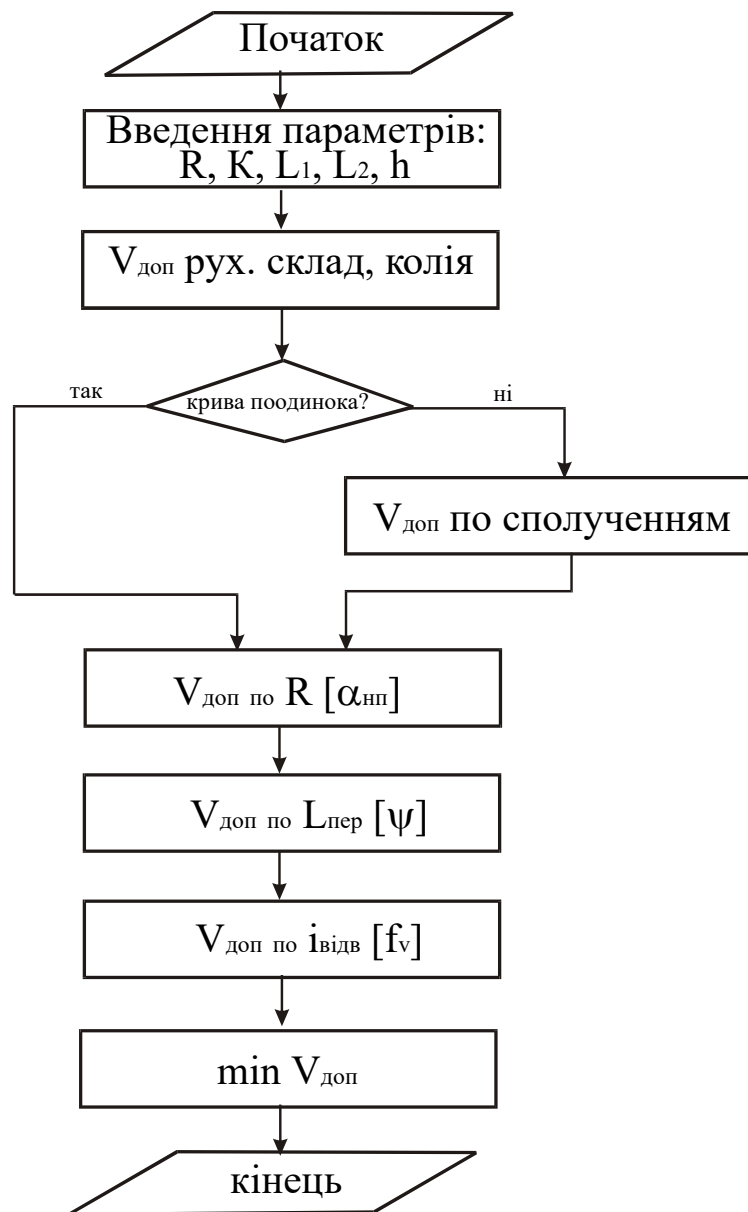 Початок
Введення параметрів:
R, К, L₁, L₂, h
Vдоп рух. склад, колія
так
крива поодинока?
ні
Vдоп по сполученням
Vдоп по R [αнп]
Vдоп по Lпер [ψ]
Vдоп по iвідв [fv]
min Vдоп
кінець